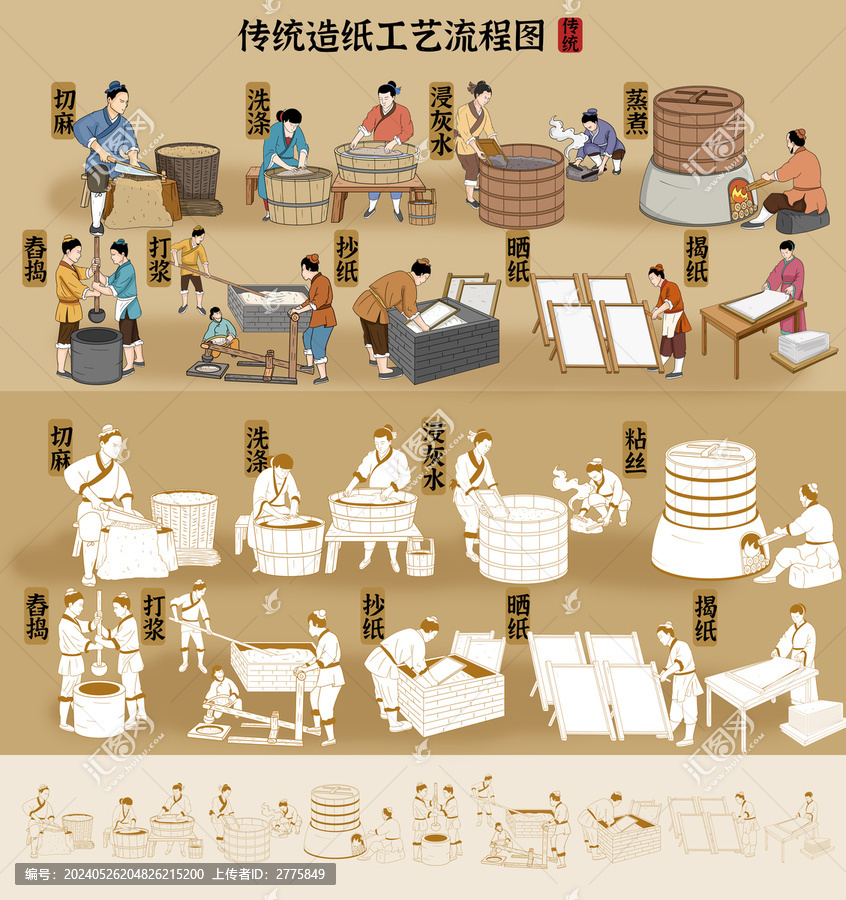 传统造纸工艺流程图
传统
切麻
洗涤
浸灰水
蒸煮
舂捣
打浆
抄纸
晒纸
揭纸
切麻
洗涤
浸灰水
粘丝
舂捣
打浆
抄纸
晒纸
揭纸
编号：20240526204826215200 上传者ID：2775849